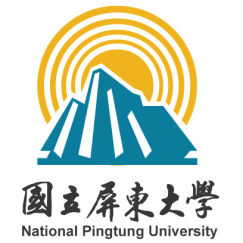 國立屏東大學
National Pingtung University